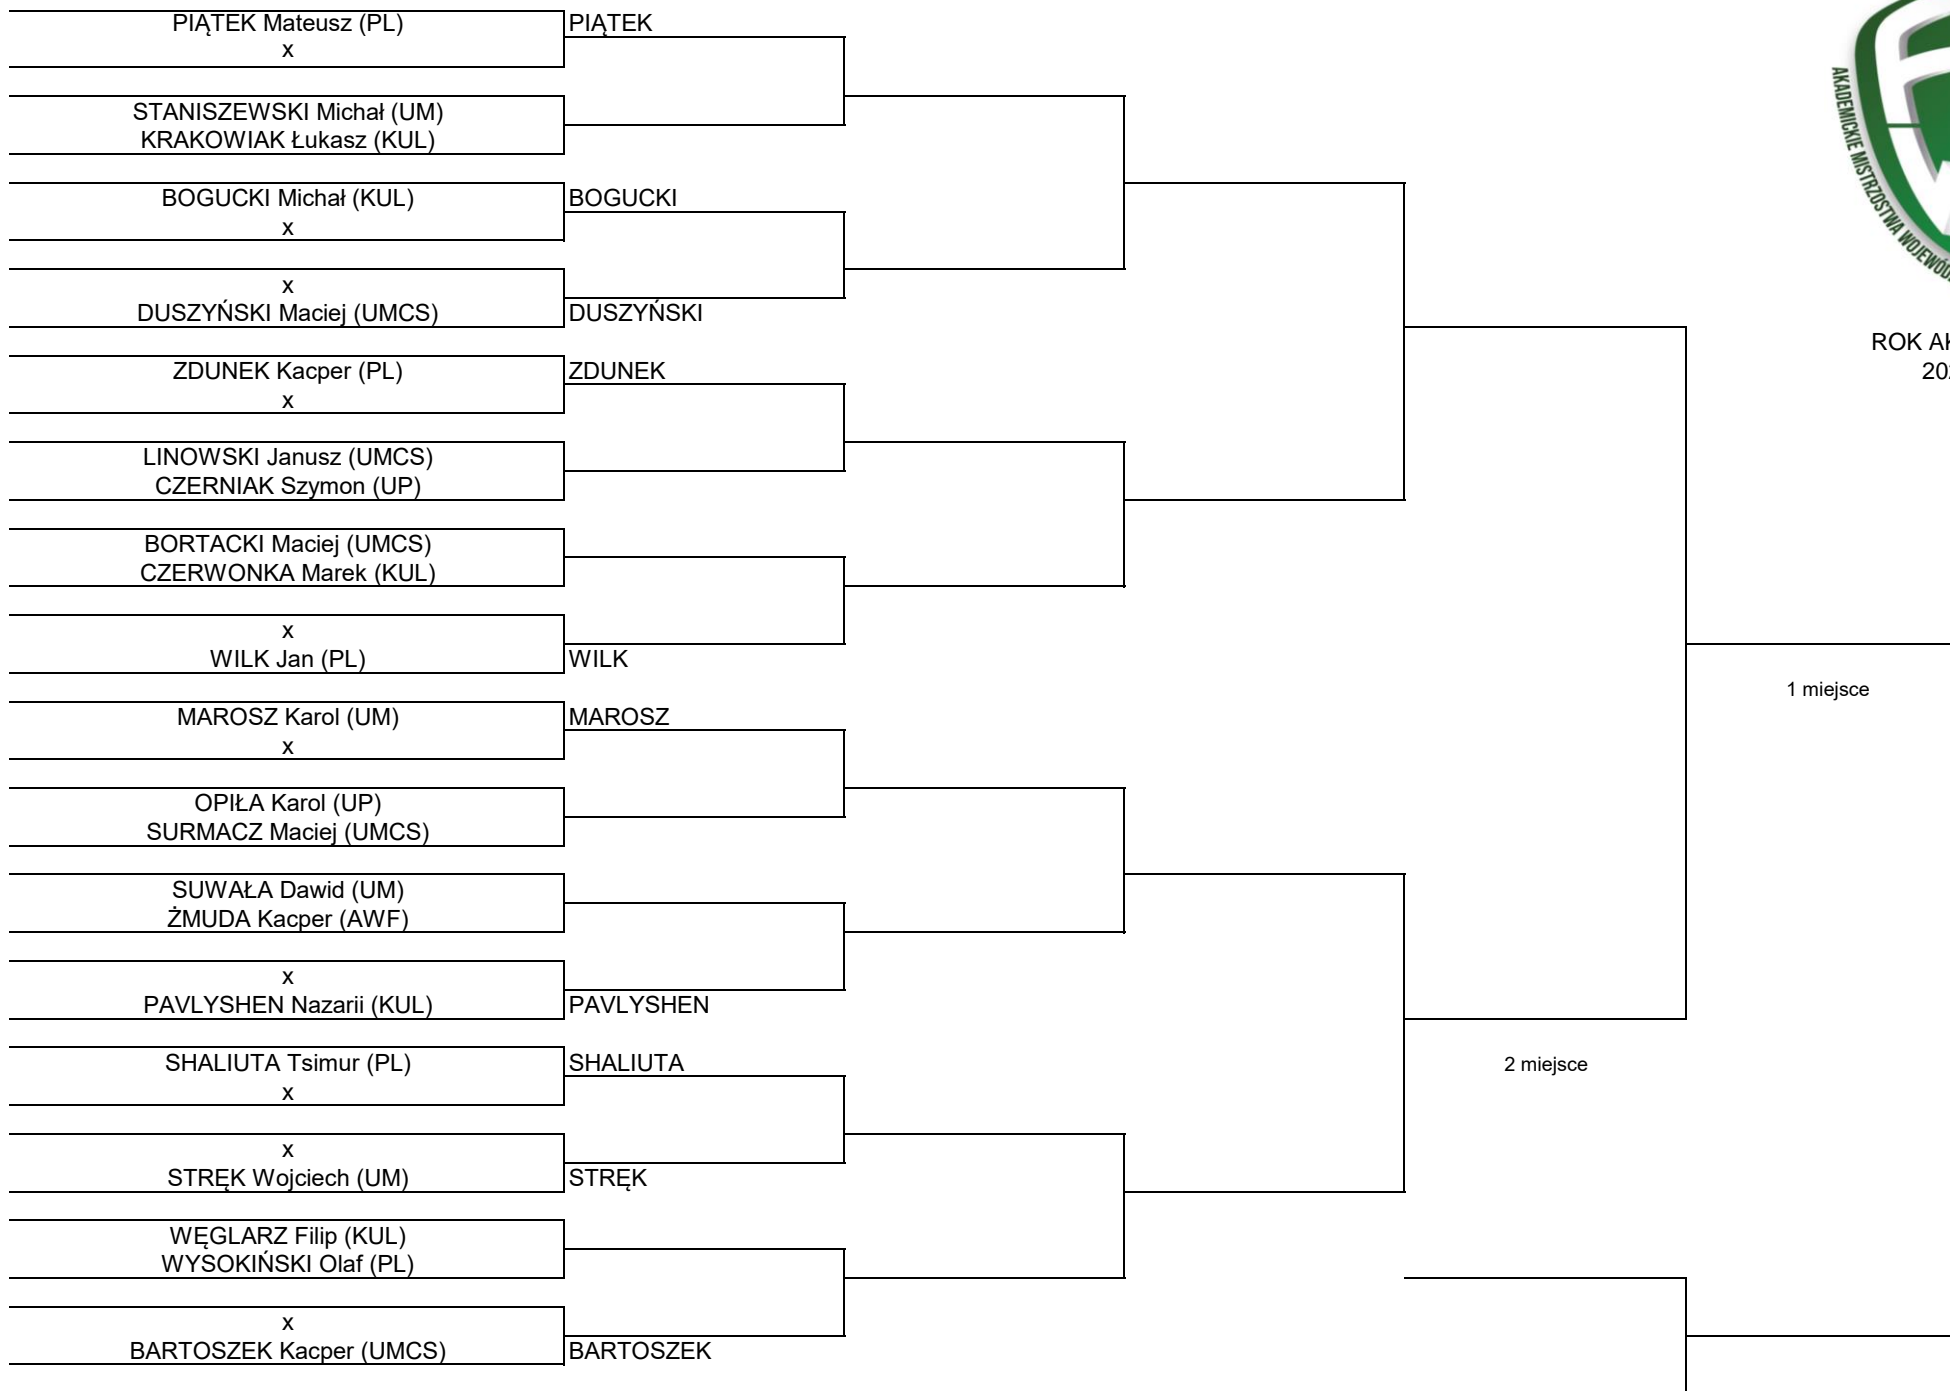 PIĄTEK Mateusz (PL)
x
PIĄTEK
STANISZEWSKI Michał (UM)
KRAKOWIAK Łukasz (KUL)
BOGUCKI Michał (KUL)
x
BOGUCKI
x
DUSZYŃSKI Maciej (UMCS)
DUSZYŃSKI
ZDUNEK Kacper (PL)
x
ZDUNEK
LINOWSKI Janusz (UMCS)
CZERNIAK Szymon (UP)
BORTACKI Maciej (UMCS)
CZERWONKA Marek (KUL)
x
WILK Jan (PL)
WILK
MAROSZ Karol (UM)
x
MAROSZ
OPIŁA Karol (UP)
SURMACZ Maciej (UMCS)
SUWAŁA Dawid (UM)
ŻMUDA Kacper (AWF)
x
PAVLYSHEN Nazarii (KUL)
PAVLYSHEN
SHALIUTA Tsimur (PL)
x
SHALIUTA
x
STRĘK Wojciech (UM)
STRĘK
WĘGLARZ Filip (KUL)
WYSOKIŃSKI Olaf (PL)
x
BARTOSZEK Kacper (UMCS)
BARTOSZEK
2 miejsce
1 miejsce
AKADEMICKIE MISTRZOSTWA
ROK